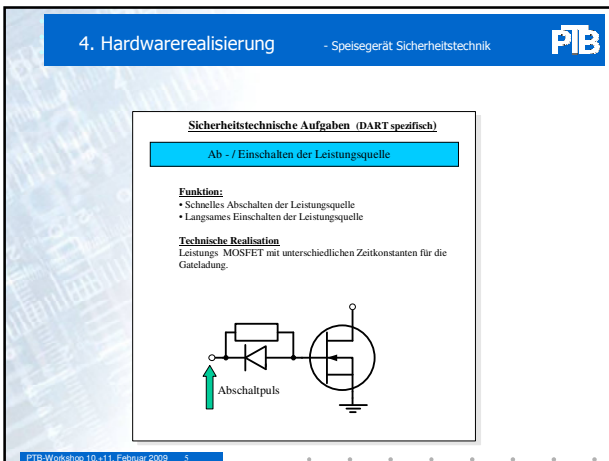 4. Hardwarerealisierung - Speisegerät Sicherheitstechnik PTB
Sicherheitstechnische Aufgaben (DART spezifisch)
Ab - / Einschalten der Leistungsquelle
Funktion:
• Schnelles Abschalten der Leistungsquelle
• Langsames Einschalten der Leistungsquelle
Technische Realisation
Leistungs MOSFET mit unterschiedlichen Zeitkonstanten für die
Gateladung.
Abschaltpuls
PTB-Workshop 10.+11. Februar 2009 5